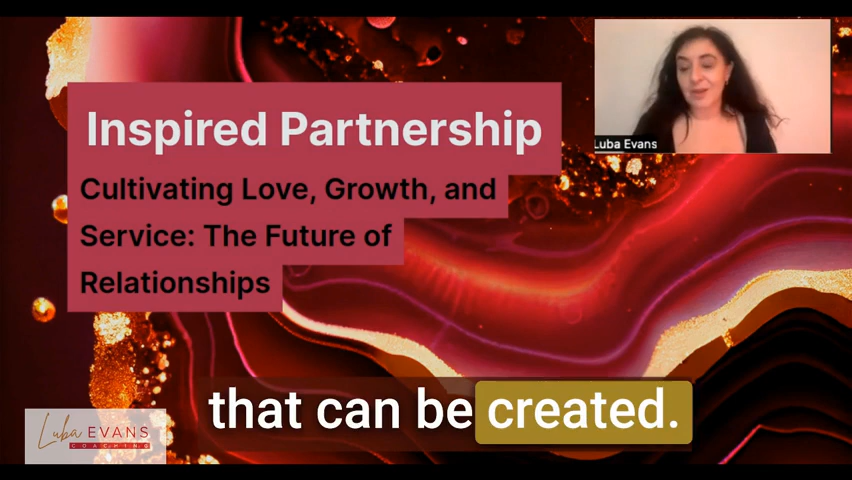 Inspired Partnership
Cultivating Love, Growth, and
Service: The Future of
Relationships
Luba Evans
that can be created.
Luba EVANS
COACHING